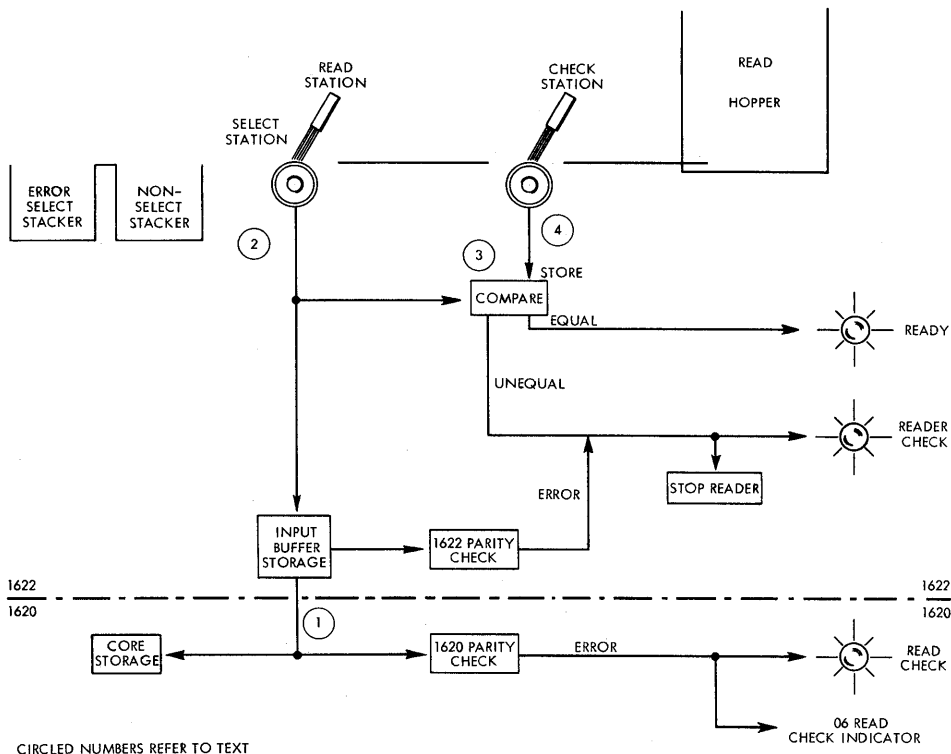 READ
STATION
CHECK
STATION
READ
HOPPER
SELECT
STATION
ERROR
SELECT
STACKER
NON-
SELECT
STACKER
2
4
3
STORE
COMPARE
EQUAL
READY
UNEQUAL
READER
CHECK
STOP READER
ERROR
INPUT
BUFFER
STORAGE
1622 PARITY
CHECK
1622
1622
1620
1620
1
CORE
STORAGE
1620 PARITY
CHECK
ERROR
READ
CHECK
06 READ
CHECK INDICATOR
CIRCLED NUMBERS REFER TO TEXT